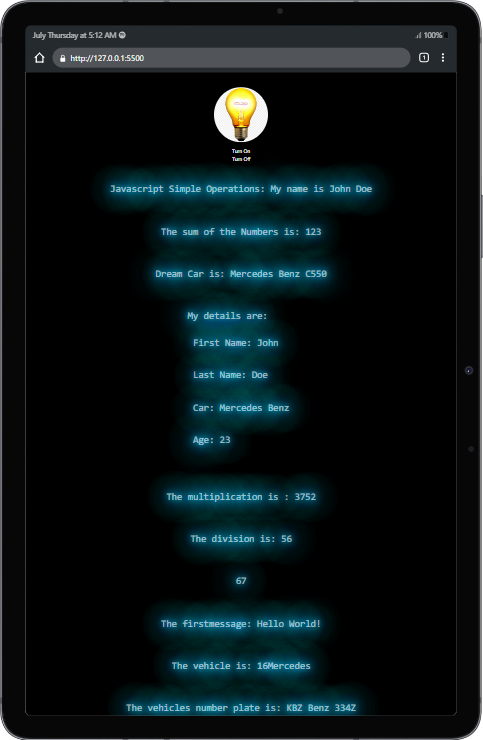 July Thursday at 5:12 AM
100%
http://127.0.0.1:5500
1
Turn On
Turn Off
Javascript Simple Operations: My name is John Doe
The sum of the Numbers is: 123
Dream Car is: Mercedes Benz C550
My details are:
First Name: John
Last Name: Doe
Car: Mercedes Benz
Age: 23
The multiplication is : 3752
The division is: 56
67
The firstmessage: Hello World!
The vehicle is: 16Mercedes
The vehicles number plate is: KBZ Benz 334Z